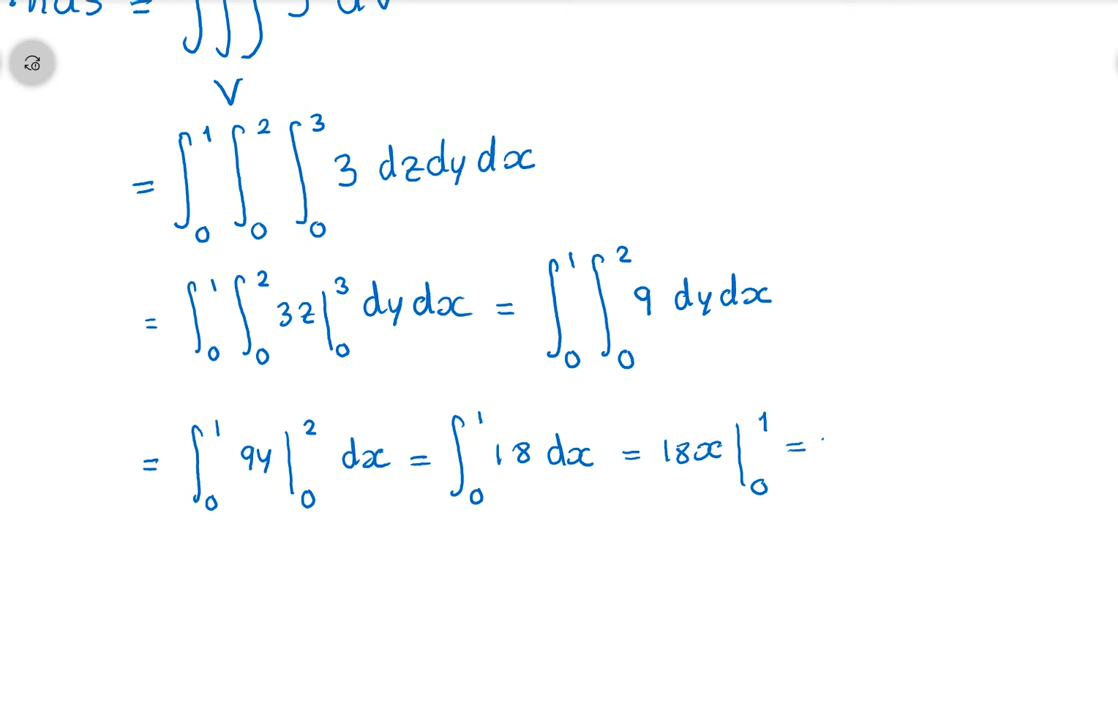 = ∭
V
= ∫₀¹ ∫₀² ∫₀³ 3 dz dy dx
= ∫₀¹ ∫₀² 3z|₀³ dy dx = ∫₀¹ ∫₀² 9 dy dx
= ∫₀¹ 9y|₀² dx = ∫₀¹ 18 dx = 18x|₀¹ =